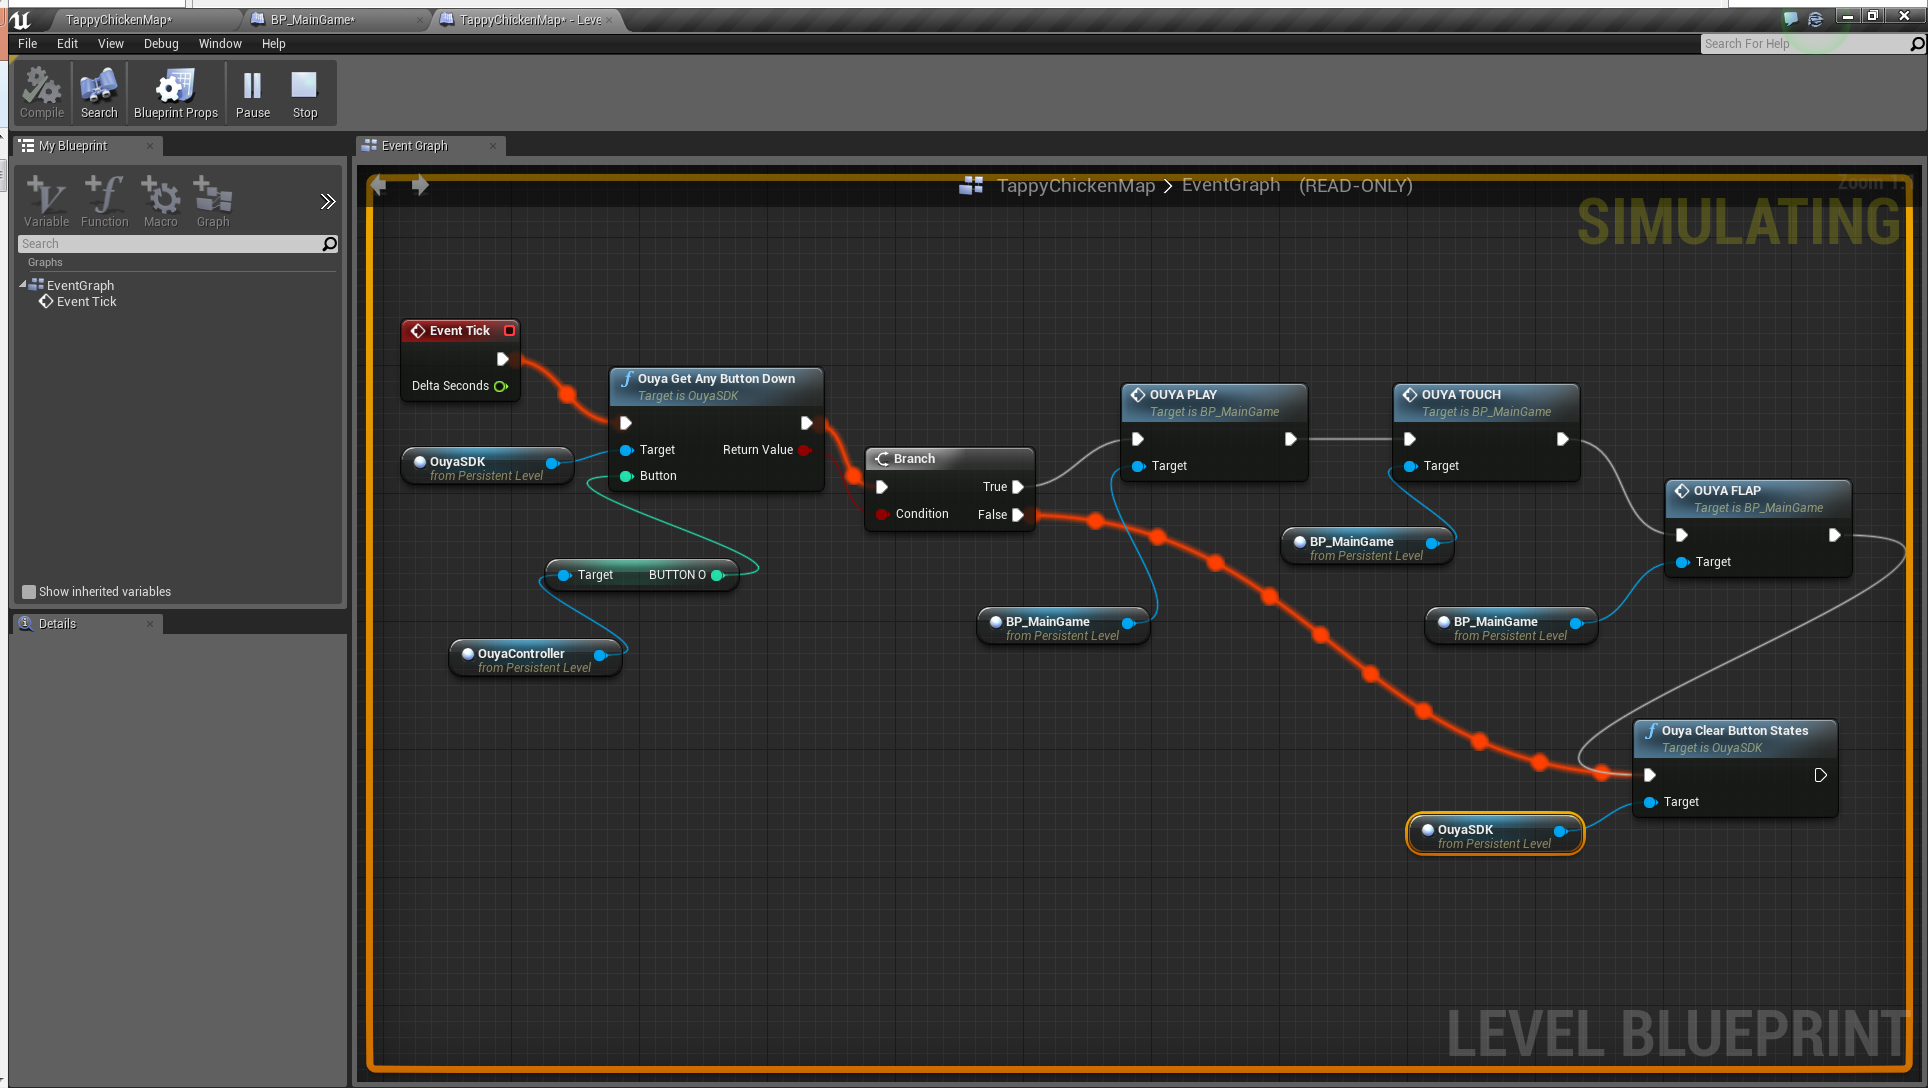 TappyChickenMap*
BP_MainGame*
TappyChickenMap* - Leve
File Edit View Debug Window Help
Search For Help
Compile
Search
Blueprint Props
Pause
Stop
My Blueprint
Event Graph
Variable
Function
Macro
Graph
Search
Graphs
EventGraph
Event Tick
Show inherited variables
Details
TappyChickenMap > EventGraph (READ-ONLY)
Zoom 1:1
SIMULATING
Event Tick
Delta Seconds
OuyaSDK
from Persistent Level
Ouya Get Any Button Down
Target is OuyaSDK
Target
Return Value
Button
Target
BUTTON O
OuyaController
from Persistent Level
Branch
True
Condition
False
OUYA PLAY
Target is BP_MainGame
Target
BP_MainGame
from Persistent Level
OUYA TOUCH
Target is BP_MainGame
Target
BP_MainGame
from Persistent Level
OUYA FLAP
Target is BP_MainGame
Target
BP_MainGame
from Persistent Level
Ouya Clear Button States
Target is OuyaSDK
Target
OuyaSDK
from Persistent Level
LEVEL BLUEPRINT